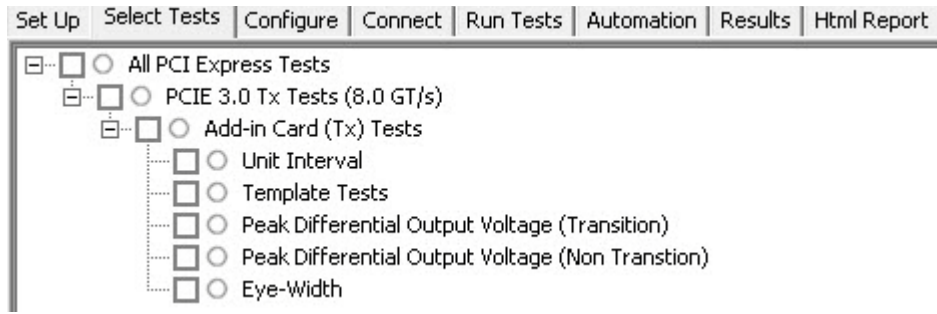 Set Up Select Tests Configure Connect Run Tests Automation Results Html Report
All PCI Express Tests
PCIE 3.0 Tx Tests (8.0 GT/s)
Add-in Card (Tx) Tests
Unit Interval
Template Tests
Peak Differential Output Voltage (Transition)
Peak Differential Output Voltage (Non Transtion)
Eye-Width